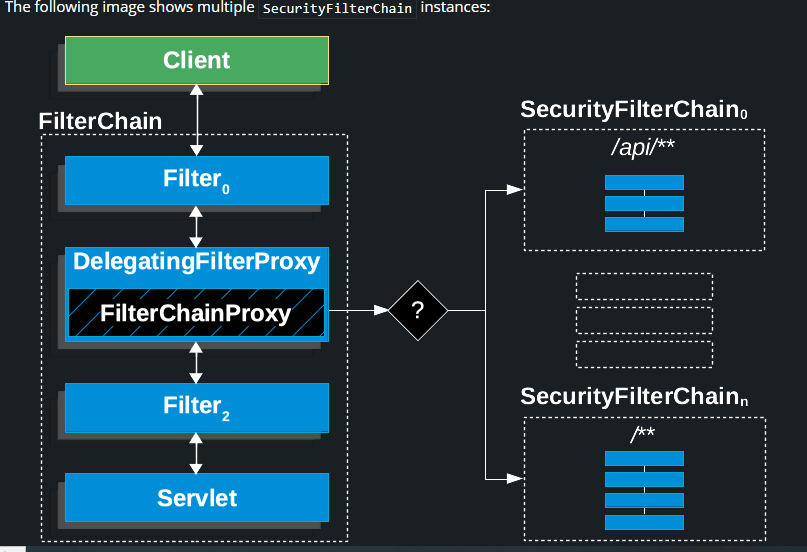 The following image shows multiple SecurityFilterChain instances:
Client
FilterChain
Filter0
DelegatingFilterProxy
FilterChainProxy
Filter2
Servlet
?
SecurityFilterChain0
/api/**
SecurityFilterChainn
/**